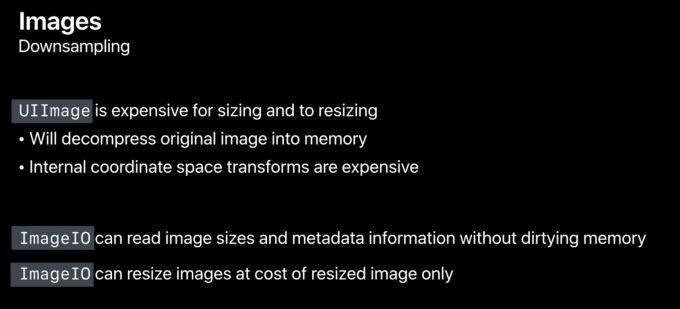 Images
Downsampling
UIImage is expensive for sizing and to resizing
• Will decompress original image into memory
• Internal coordinate space transforms are expensive
ImageIO can read image sizes and metadata information without dirtying memory
ImageIO can resize images at cost of resized image only